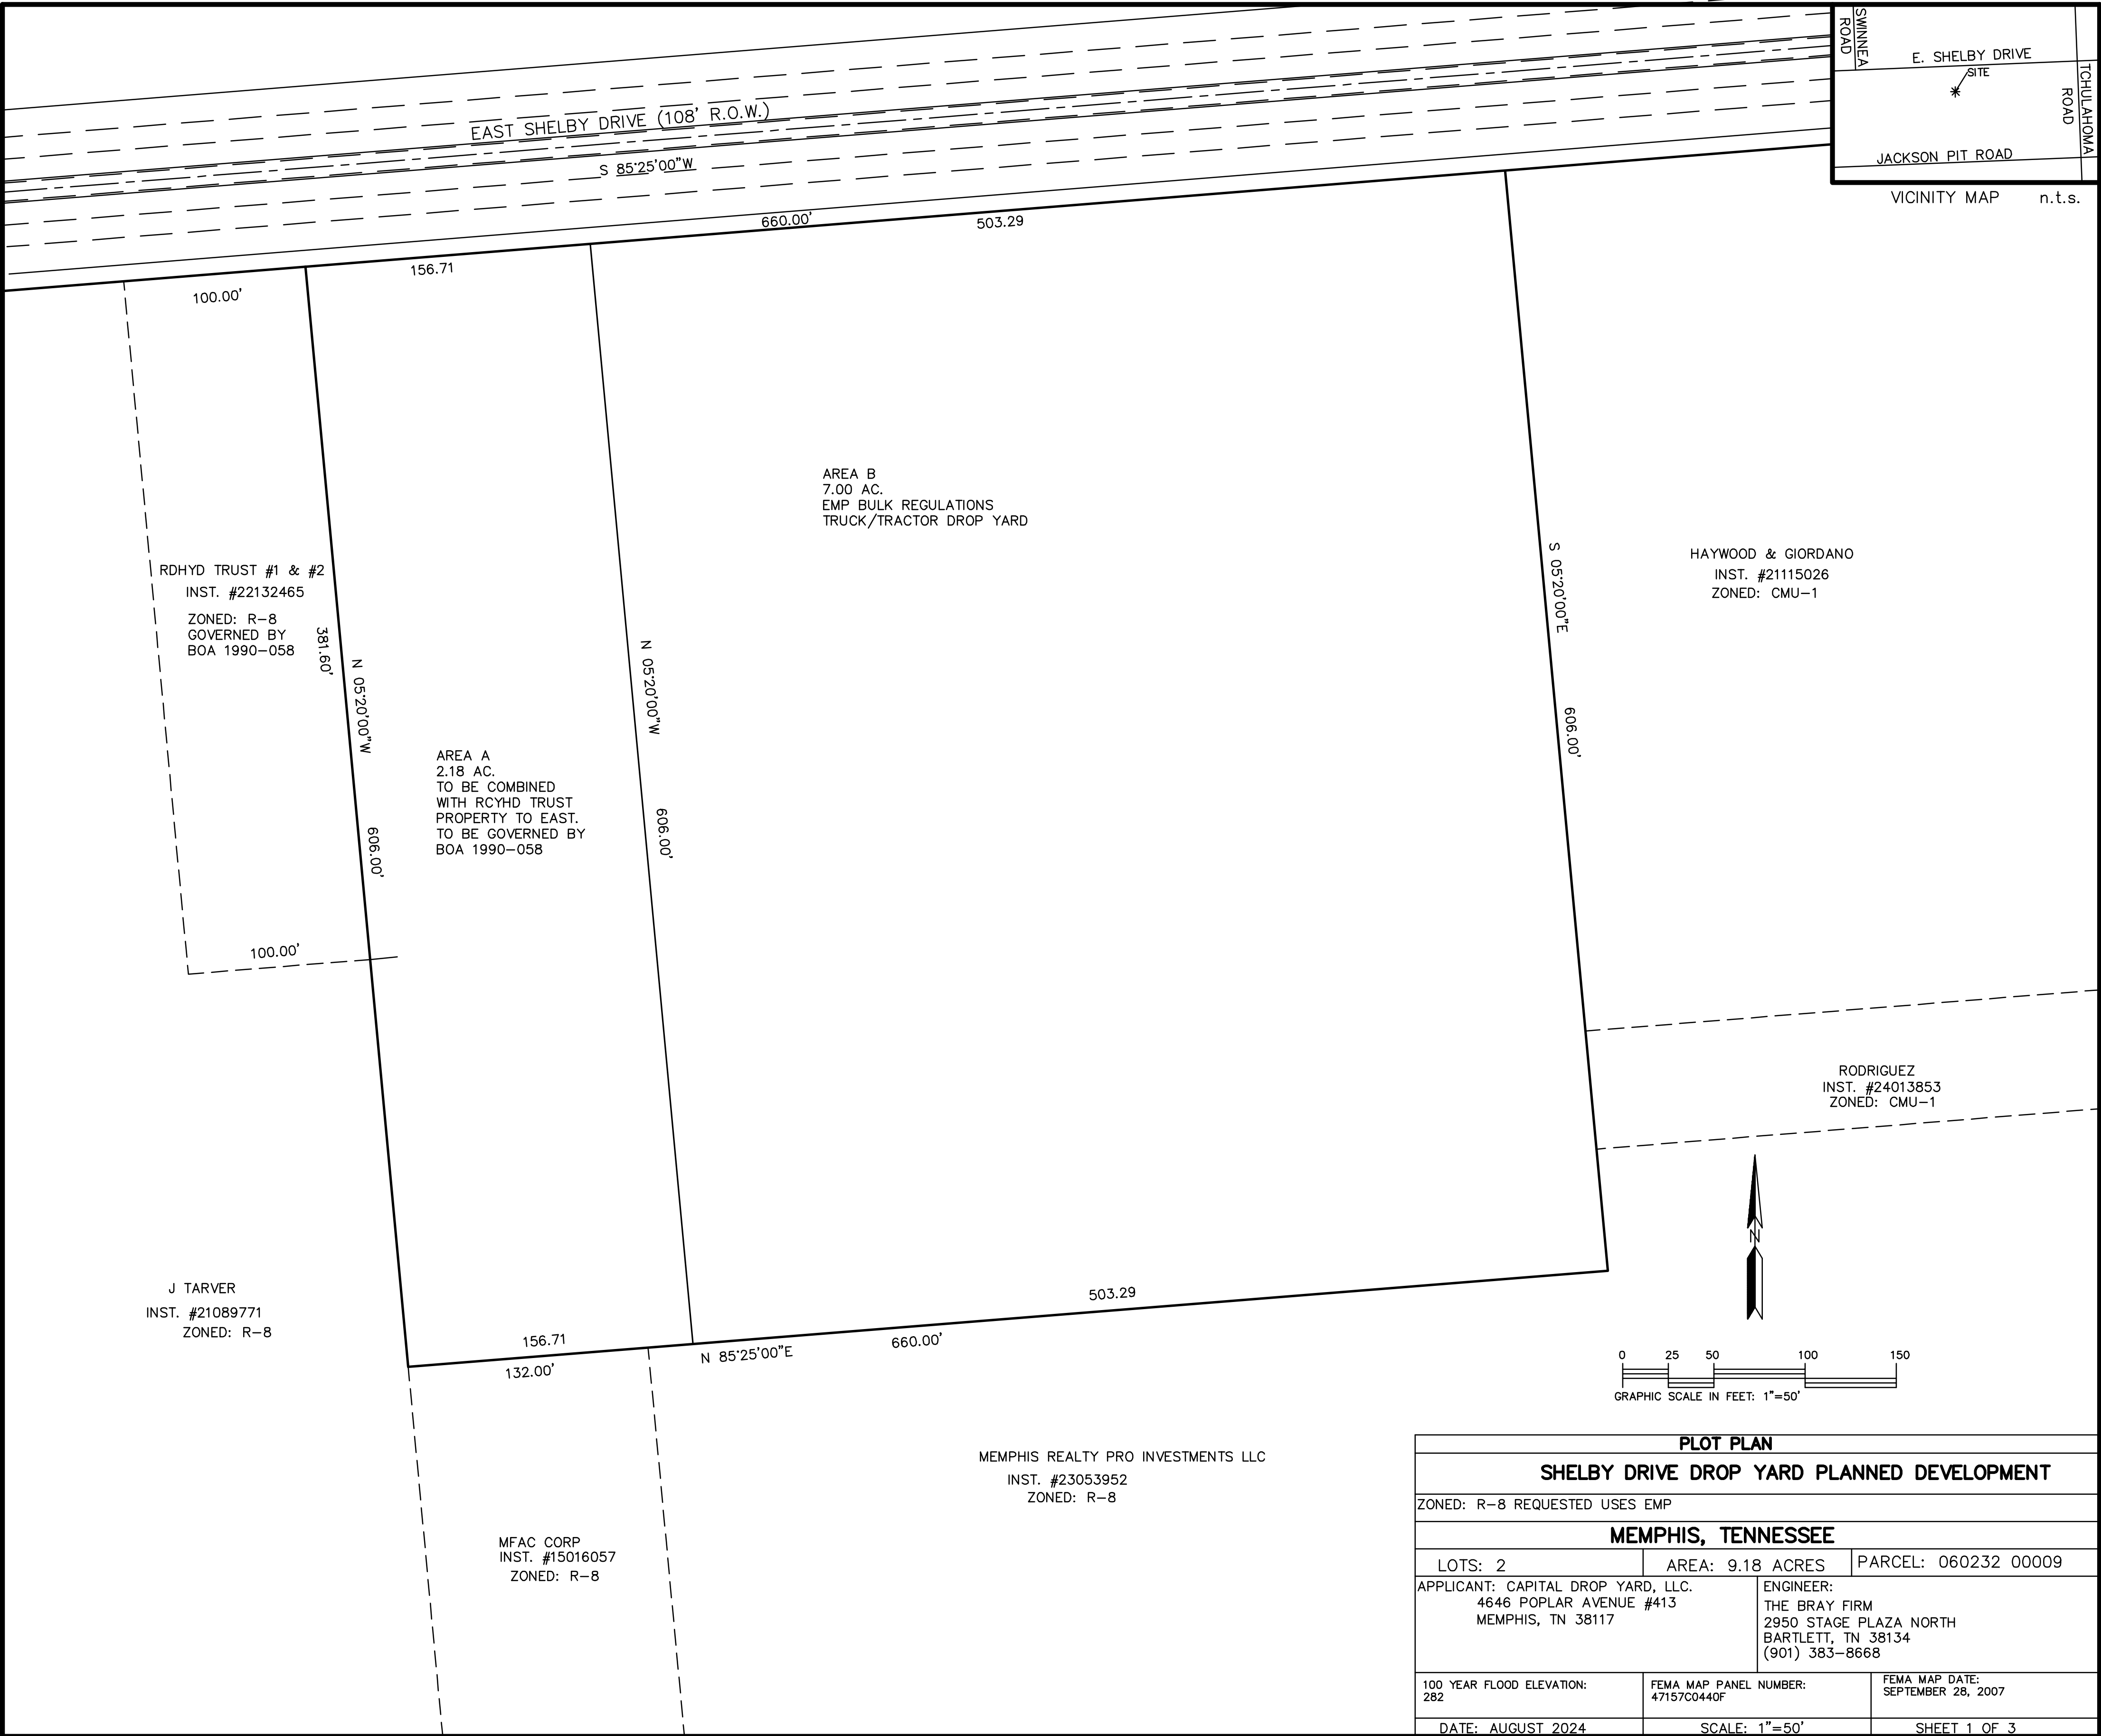 SWINNEA
ROAD
E. SHELBY DRIVE
SITE
TCHULAHOMA
ROAD
JACKSON PIT ROAD
VICINITY MAP n.t.s.
EAST SHELBY DRIVE (108' R.O.W.)
S 85°25'00"W
660.00'
503.29
156.71
100.00'
AREA B
7.00 AC.
EMP BULK REGULATIONS
TRUCK/TRACTOR DROP YARD
RDHYD TRUST #1 & #2
INST. #22132465
ZONED: R-8
GOVERNED BY
BOA 1990-058
381.60'
N 05°20'00"W
606.00'
N 05°20'00"W
606.00'
S 05°20'00"E
606.00'
HAYWOOD & GIORDANO
INST. #21115026
ZONED: CMU-1
AREA A
2.18 AC.
TO BE COMBINED
WITH RCYHD TRUST
PROPERTY TO EAST.
TO BE GOVERNED BY
BOA 1990-058
100.00'
RODRIGUEZ
INST. #24013853
ZONED: CMU-1
N
J TARVER
INST. #21089771
ZONED: R-8
503.29
156.71
660.00'
N 85°25'00"E
132.00'
0 25 50 100 150
GRAPHIC SCALE IN FEET: 1"=50'
MEMPHIS REALTY PRO INVESTMENTS LLC
INST. #23053952
ZONED: R-8
MFAC CORP
INST. #15016057
ZONED: R-8
PLOT PLAN
SHELBY DRIVE DROP YARD PLANNED DEVELOPMENT
ZONED: R-8 REQUESTED USES EMP
MEMPHIS, TENNESSEE
LOTS: 2
AREA: 9.18 ACRES
PARCEL: 060232 00009
APPLICANT: CAPITAL DROP YARD, LLC.
4646 POPLAR AVENUE #413
MEMPHIS, TN 38117
ENGINEER:
THE BRAY FIRM
2950 STAGE PLAZA NORTH
BARTLETT, TN 38134
(901) 383-8668
100 YEAR FLOOD ELEVATION:
282
FEMA MAP PANEL NUMBER:
47157C0440F
FEMA MAP DATE:
SEPTEMBER 28, 2007
DATE: AUGUST 2024
SCALE: 1"=50'
SHEET 1 OF 3